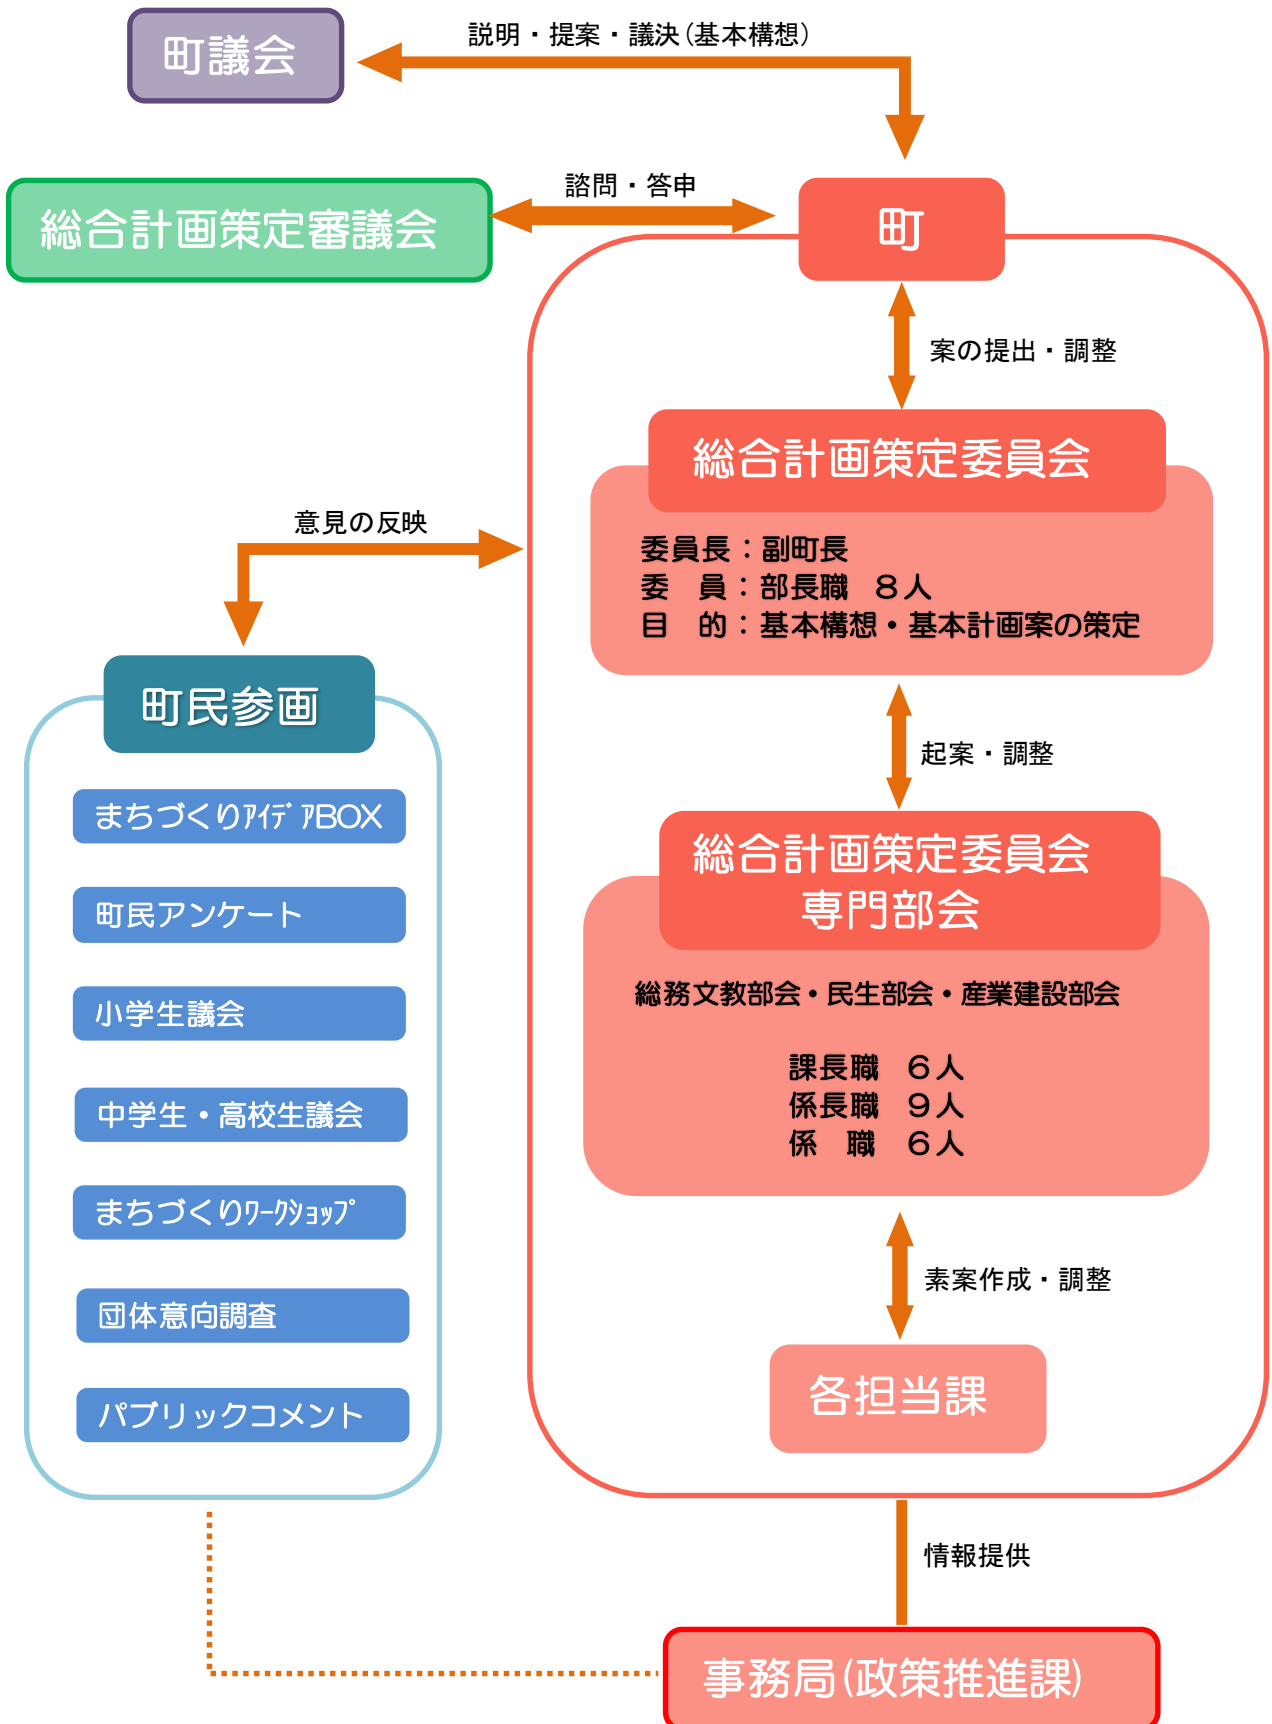 説明・提案・議決(基本構想)
町議会
諮問・答申
総合計画策定審議会
町
案の提出・調整
総合計画策定委員会
委員長：副町長
委　員：部長職　８人
目　的：基本構想・基本計画案の策定
意見の反映
起案・調整
総合計画策定委員会
専門部会
総務文教部会・民生部会・産業建設部会
課長職　６人
係長職　９人
係　職　６人
素案作成・調整
各担当課
町民参画
まちづくりｱｲﾃﾞｱBOX
町民アンケート
小学生議会
中学生・高校生議会
まちづくりﾜｰｸｼｮｯﾌﾟ
団体意向調査
パブリックコメント
情報提供
事務局(政策推進課)